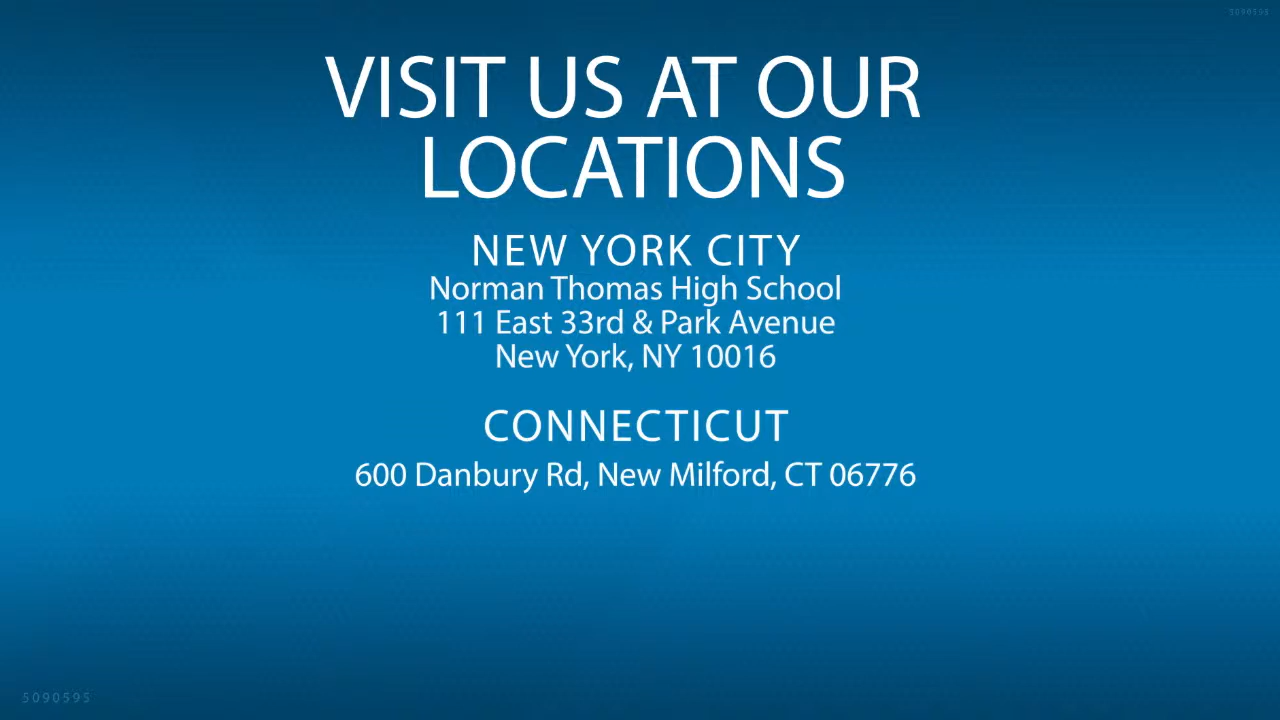 5090595
VISIT US AT OUR
LOCATIONS
NEW YORK CITY
Norman Thomas High School
111 East 33rd & Park Avenue
New York, NY 10016
CONNECTICUT
600 Danbury Rd, New Milford, CT 06776
5090595